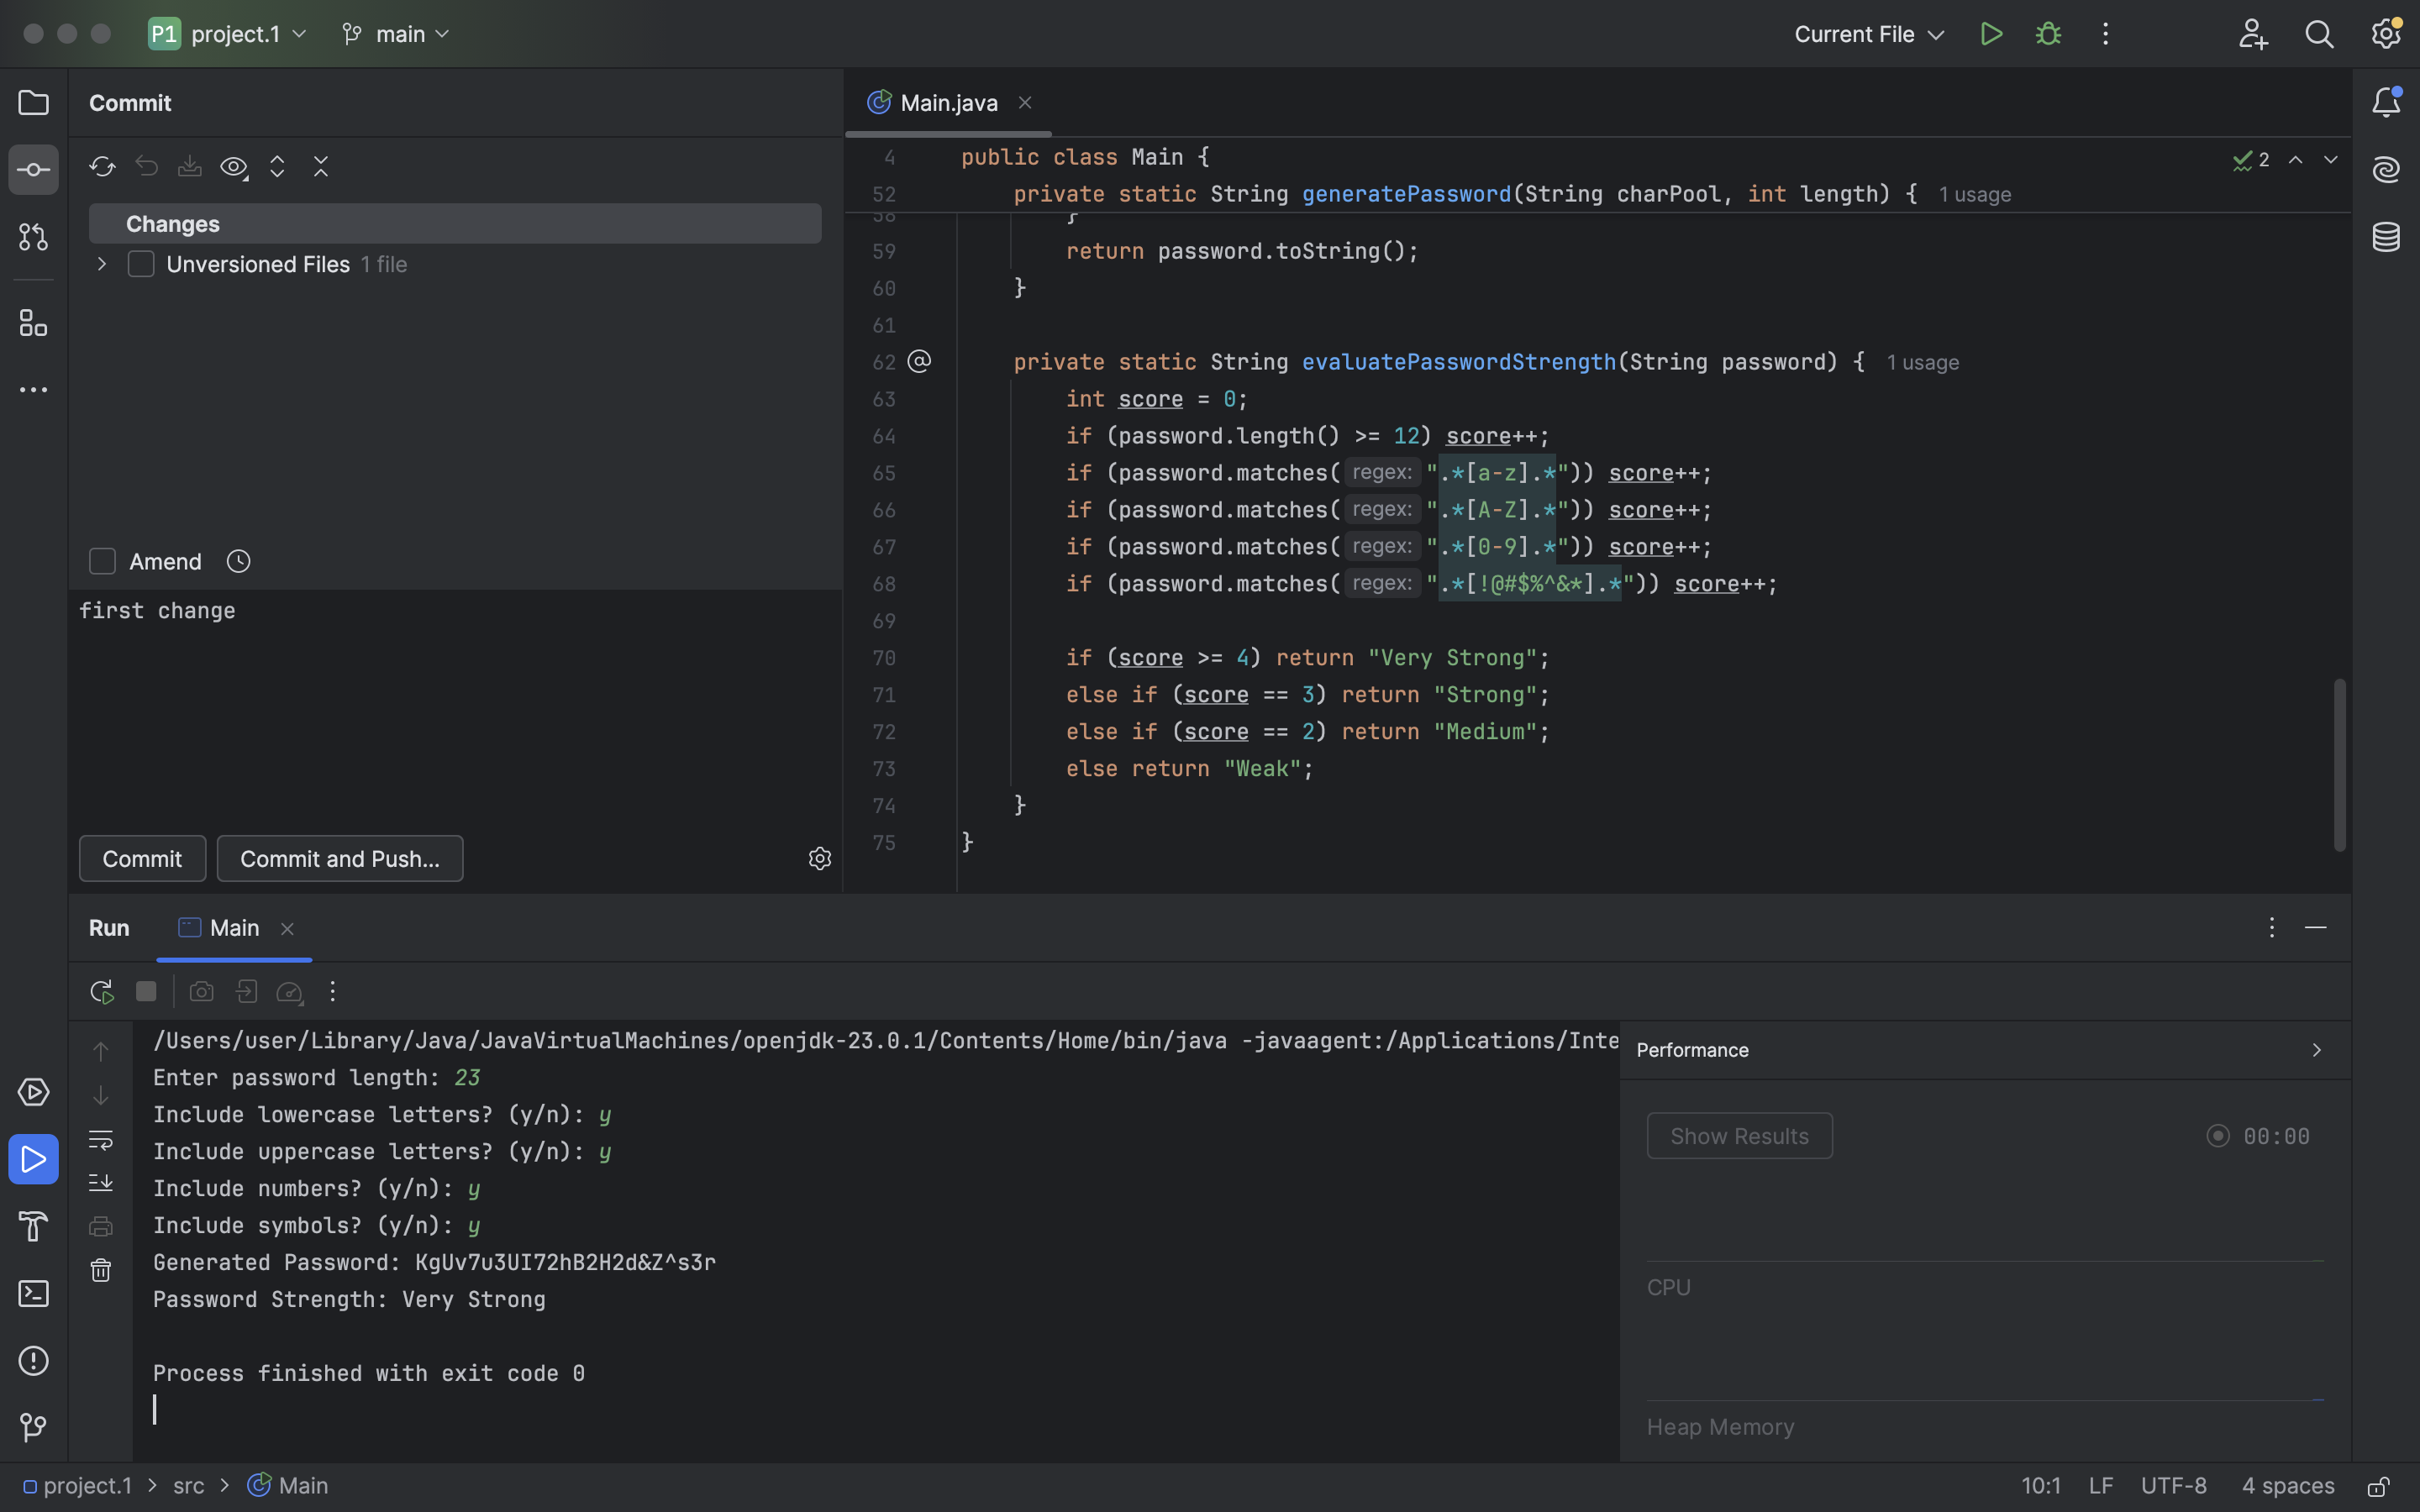 P1 project.1 main Current File
Commit
Changes
Unversioned Files 1 file
Amend
first change
Commit Commit and Push...
Main.java
4 public class Main {
2
52 private static String generatePassword(String charPool, int length) { 1 usage
58 }
59 return password.toString();
60 }
61
62 @ private static String evaluatePasswordStrength(String password) { 1 usage
63 int score = 0;
64 if (password.length() >= 12) score++;
65 if (password.matches( regex: ".*[a-z].*")) score++;
66 if (password.matches( regex: ".*[A-Z].*")) score++;
67 if (password.matches( regex: ".*[0-9].*")) score++;
68 if (password.matches( regex: ".*[!@#$%^&*].*")) score++;
69
70 if (score >= 4) return "Very Strong";
71 else if (score == 3) return "Strong";
72 else if (score == 2) return "Medium";
73 else return "Weak";
74 }
75 }
Run Main
/Users/user/Library/Java/JavaVirtualMachines/openjdk-23.0.1/Contents/Home/bin/java -javaagent:/Applications/Inte
Enter password length: 23
Include lowercase letters? (y/n): y
Include uppercase letters? (y/n): y
Include numbers? (y/n): y
Include symbols? (y/n): y
Generated Password: KgUv7u3UI72hB2H2d&Z^s3r
Password Strength: Very Strong
Process finished with exit code 0
Performance
Show Results 00:00
CPU
Heap Memory
project.1 > src > Main 10:1 LF UTF-8 4 spaces